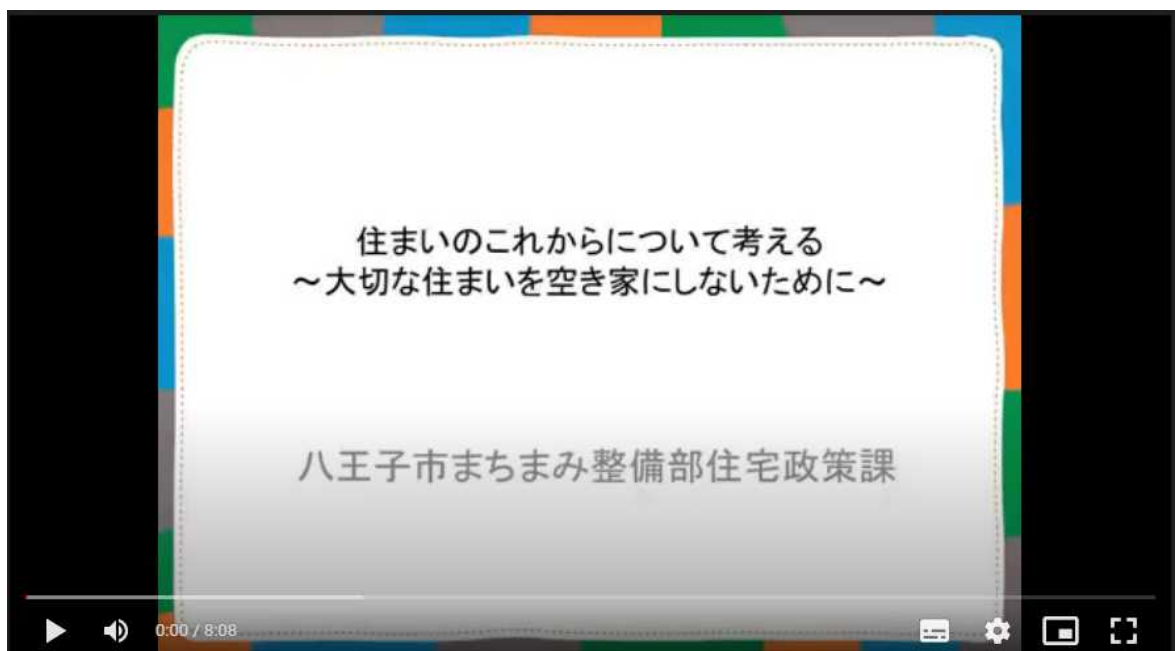 住まいのこれからについて考える
～大切な住まいを空き家にしないために～
八王子市まちなみ整備部住宅政策課
0:00 / 8:08